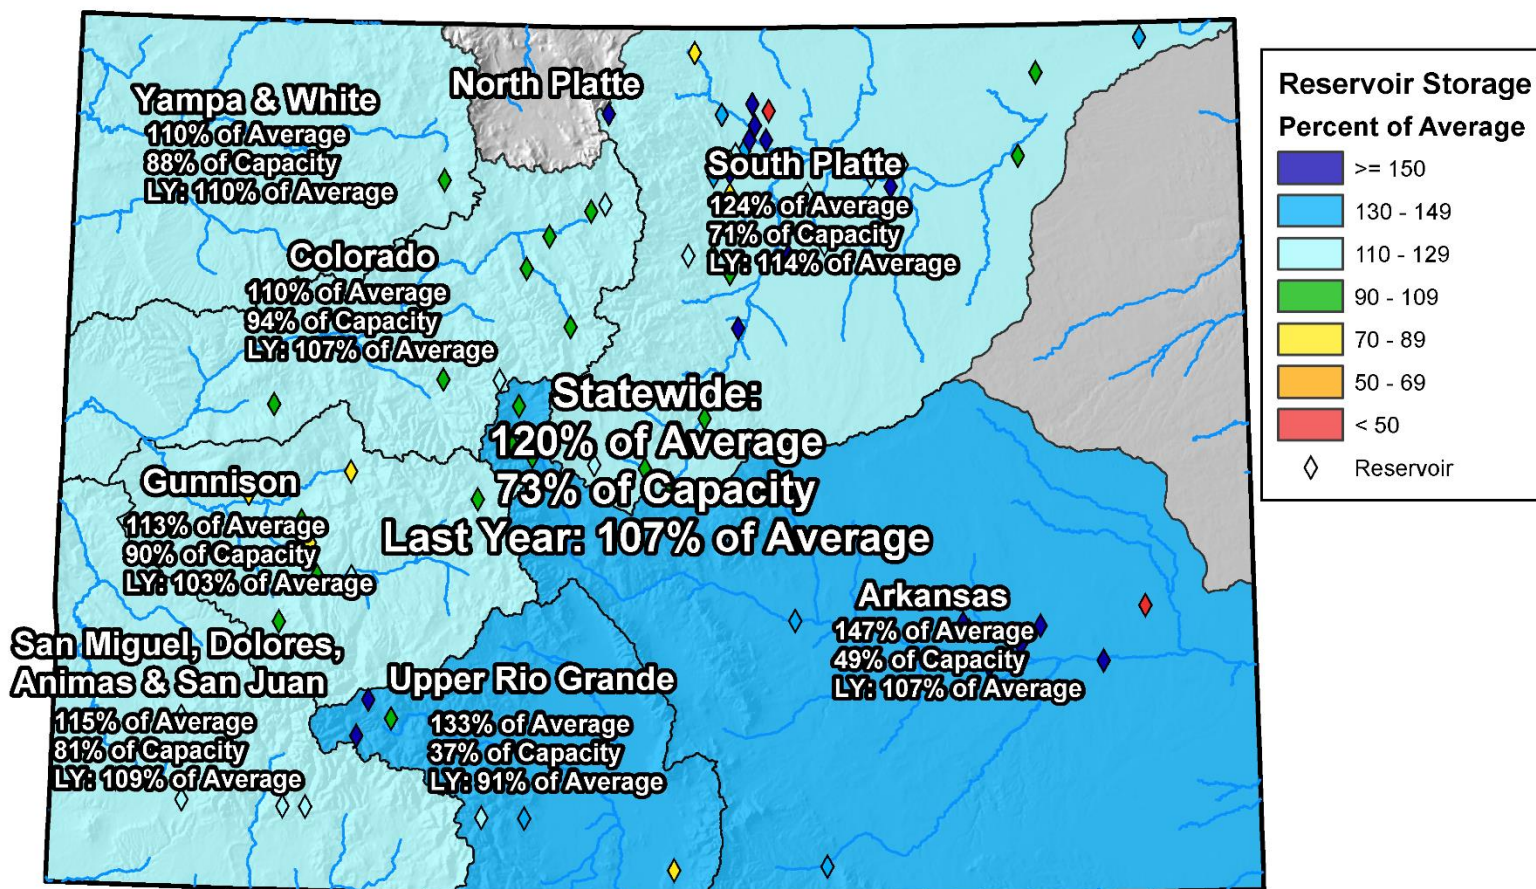 North Platte
Yampa & White
110% of Average
88% of Capacity
LY: 110% of Average
South Platte
124% of Average
71% of Capacity
LY: 114% of Average
Colorado
110% of Average
94% of Capacity
LY: 107% of Average
Statewide:
120% of Average
73% of Capacity
Last Year: 107% of Average
Gunnison
113% of Average
90% of Capacity
LY: 103% of Average
Arkansas
147% of Average
49% of Capacity
LY: 107% of Average
San Miguel, Dolores,
Animas & San Juan
115% of Average
81% of Capacity
LY: 109% of Average
Upper Rio Grande
133% of Average
37% of Capacity
LY: 91% of Average
Reservoir Storage
Percent of Average
>= 150
130 - 149
110 - 129
90 - 109
70 - 89
50 - 69
< 50
Reservoir